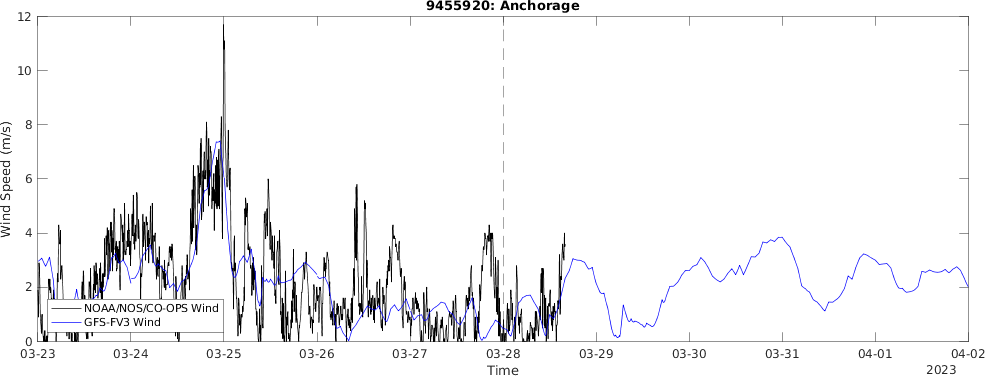 9455920: Anchorage
12
10
8
6
4
2
0
Wind Speed (m/s)
NOAA/NOS/CO-OPS Wind
GFS-FV3 Wind
03-23 03-24 03-25 03-26 03-27 03-28 03-29 03-30 03-31 04-01 04-02
Time
2023